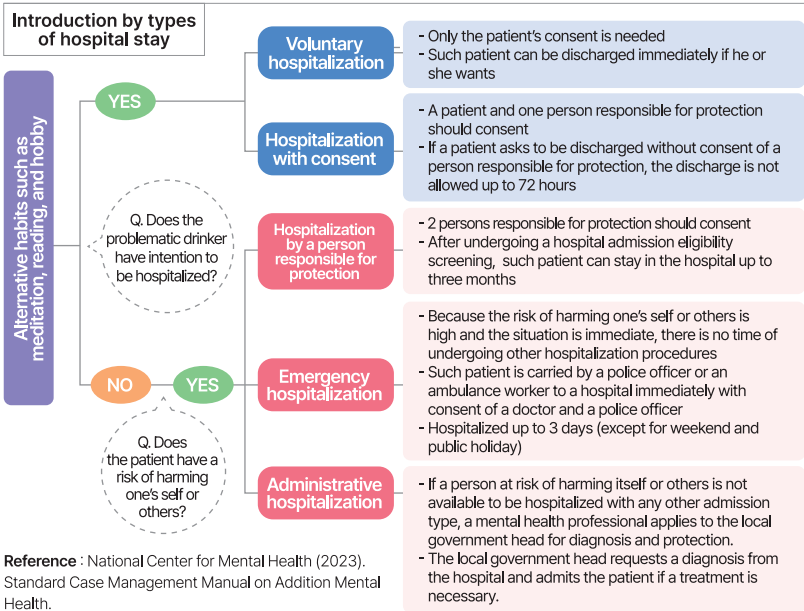 Introduction by types
of hospital stay
Alternative habits such as
meditation, reading, and hobby
YES
Q. Does the
problematic drinker
have intention to
be hospitalized?
NO
YES
Q. Does
the patient have a
risk of harming
one's self or
others?
Voluntary
hospitalization
- Only the patient's consent is needed
- Such patient can be discharged immediately if he or
she wants
Hospitalization
with consent
- A patient and one person responsible for protection
should consent
- If a patient asks to be discharged without consent of a
person responsible for protection, the discharge is not
allowed up to 72 hours
Hospitalization
by a person
responsible for
protection
- 2 persons responsible for protection should consent
- After undergoing a hospital admission eligibility
screening, such patient can stay in the hospital up to
three months
Emergency
hospitalization
- Because the risk of harming one's self or others is
high and the situation is immediate, there is no time of
undergoing other hospitalization procedures
- Such patient is carried by a police officer or an
ambulance worker to a hospital immediately with
consent of a doctor and a police officer
- Hospitalized up to 3 days (except for weekend and
public holiday)
Administrative
hospitalization
- If a person at risk of harming itself or others is not
available to be hospitalized with any other admission
type, a mental health professional applies to the local
government head for diagnosis and protection.
- The local government head requests a diagnosis from
the hospital and admits the patient if a treatment is
necessary.
Reference : National Center for Mental Health (2023).
Standard Case Management Manual on Addition Mental
Health.